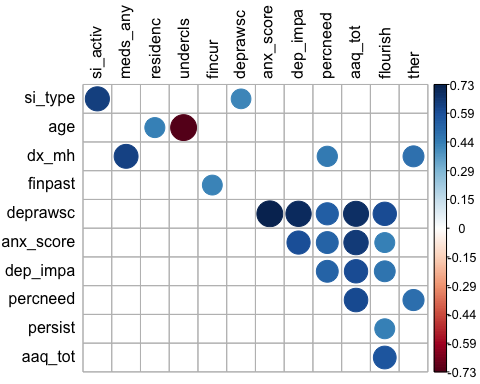 si_activ
meds_any
residenc
undercls
fincur
deprawsc
anx_score
dep_impa
percneed
aaq_tot
flourish
ther
si_type
age
dx_mh
finpast
deprawsc
anx_score
dep_impa
percneed
persist
aaq_tot
0.73
0.59
0.44
0.29
0.15
0
-0.15
-0.29
-0.44
-0.59
-0.73